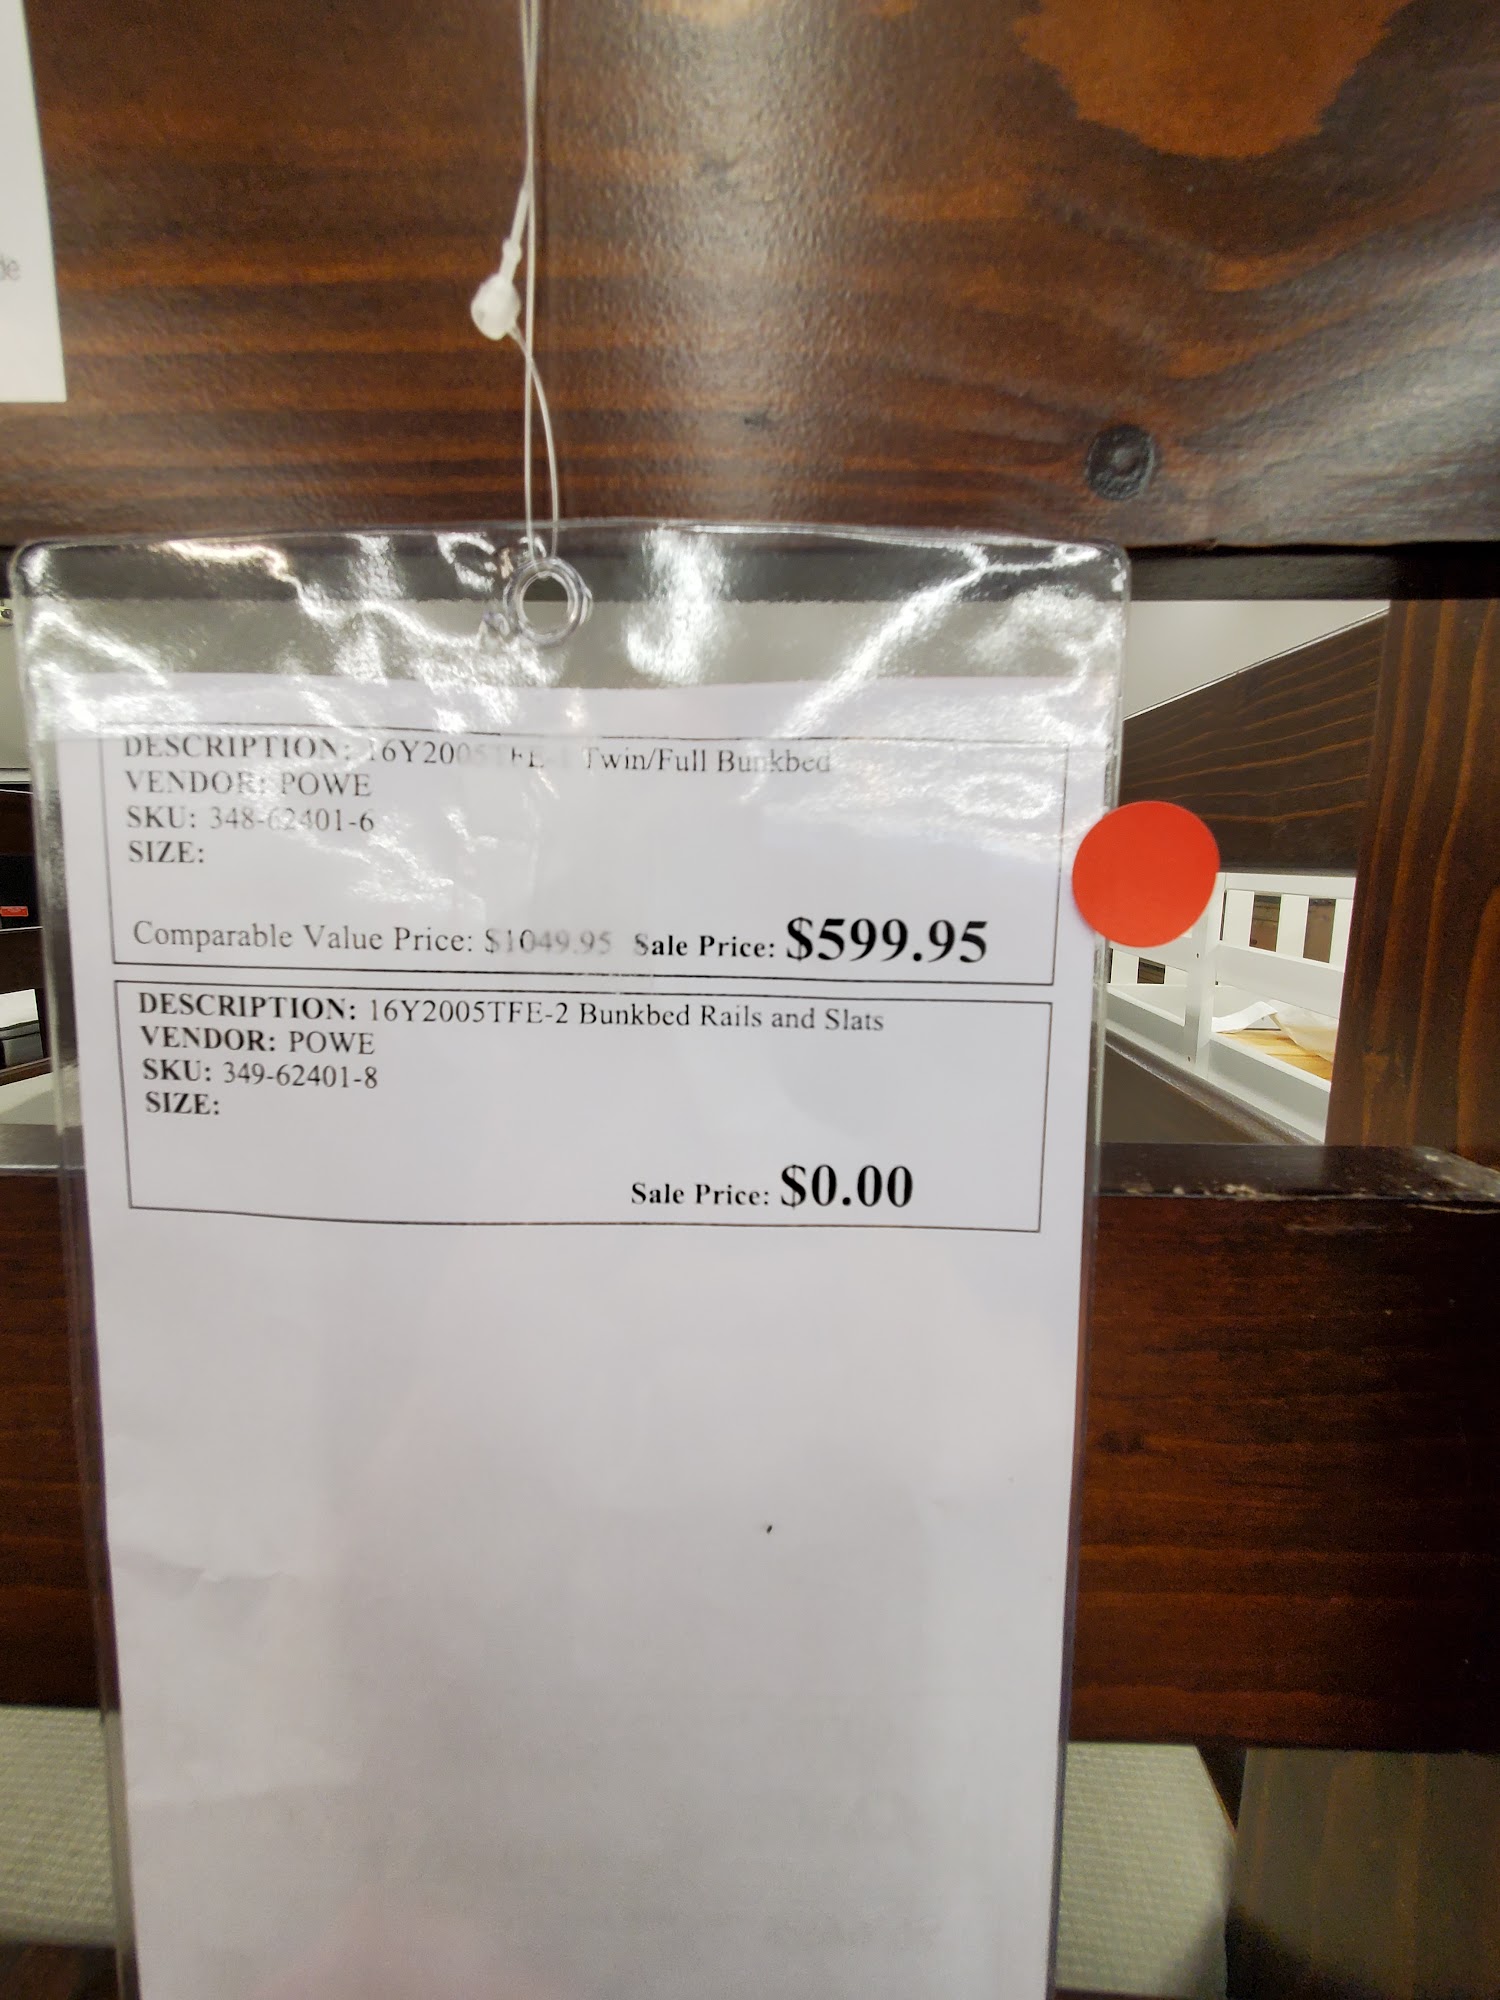 de
DESCRIPTION: 16Y2005TFE-1 Twin/Full Bunkbed
VENDOR: POWE
SKU: 348-62401-6
SIZE:
Comparable Value Price: $1049.95 Sale Price: $599.95
DESCRIPTION: 16Y2005TFE-2 Bunkbed Rails and Slats
VENDOR: POWE
SKU: 349-62401-8
SIZE:
Sale Price: $0.00